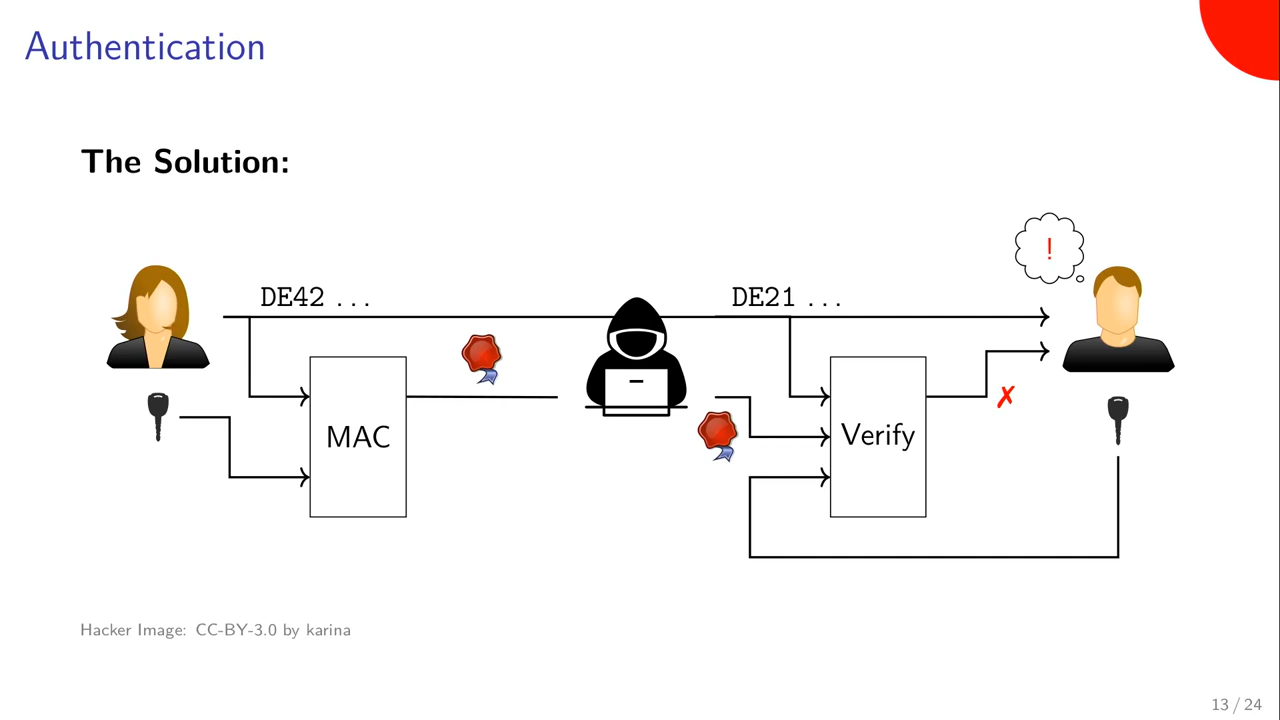 Authentication
The Solution:
!
DE42 ...
DE21 ...
✗
MAC
Verify
Hacker Image: CC-BY-3.0 by karina
13 / 24